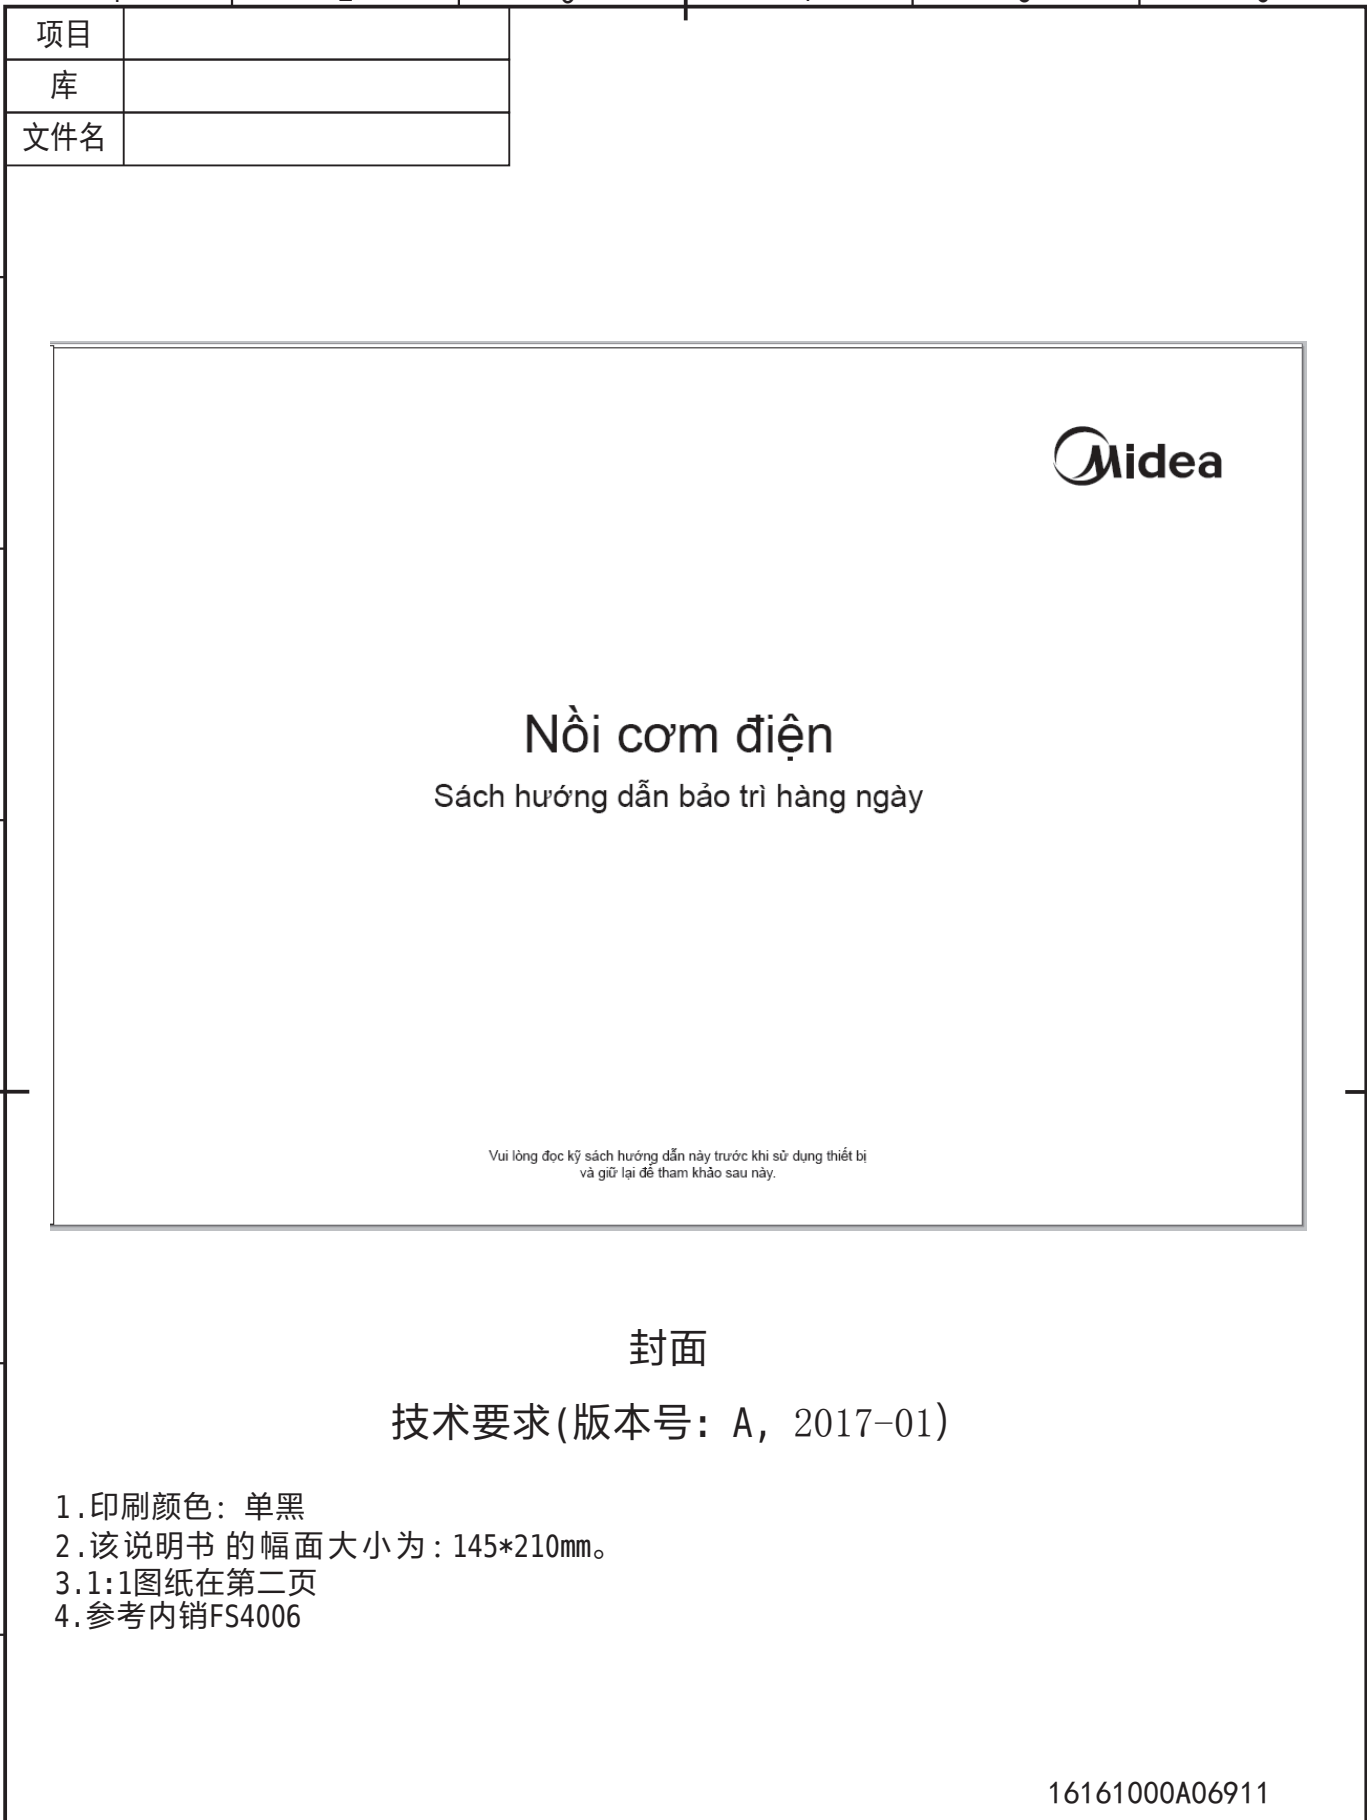 项目
库
文件名
Midea
Nồi cơm điện
Sách hướng dẫn bảo trì hàng ngày
Vui lòng đọc kỹ sách hướng dẫn này trước khi sử dụng thiết bị
và giữ lại để tham khảo sau này.
封面
技术要求(版本号: A, 2017-01)
1.印刷颜色: 单黑
2.该说明书 的幅面大小为: 145*210mm。
3.1:1图纸在第二页
4.参考内销FS4006
16161000A06911